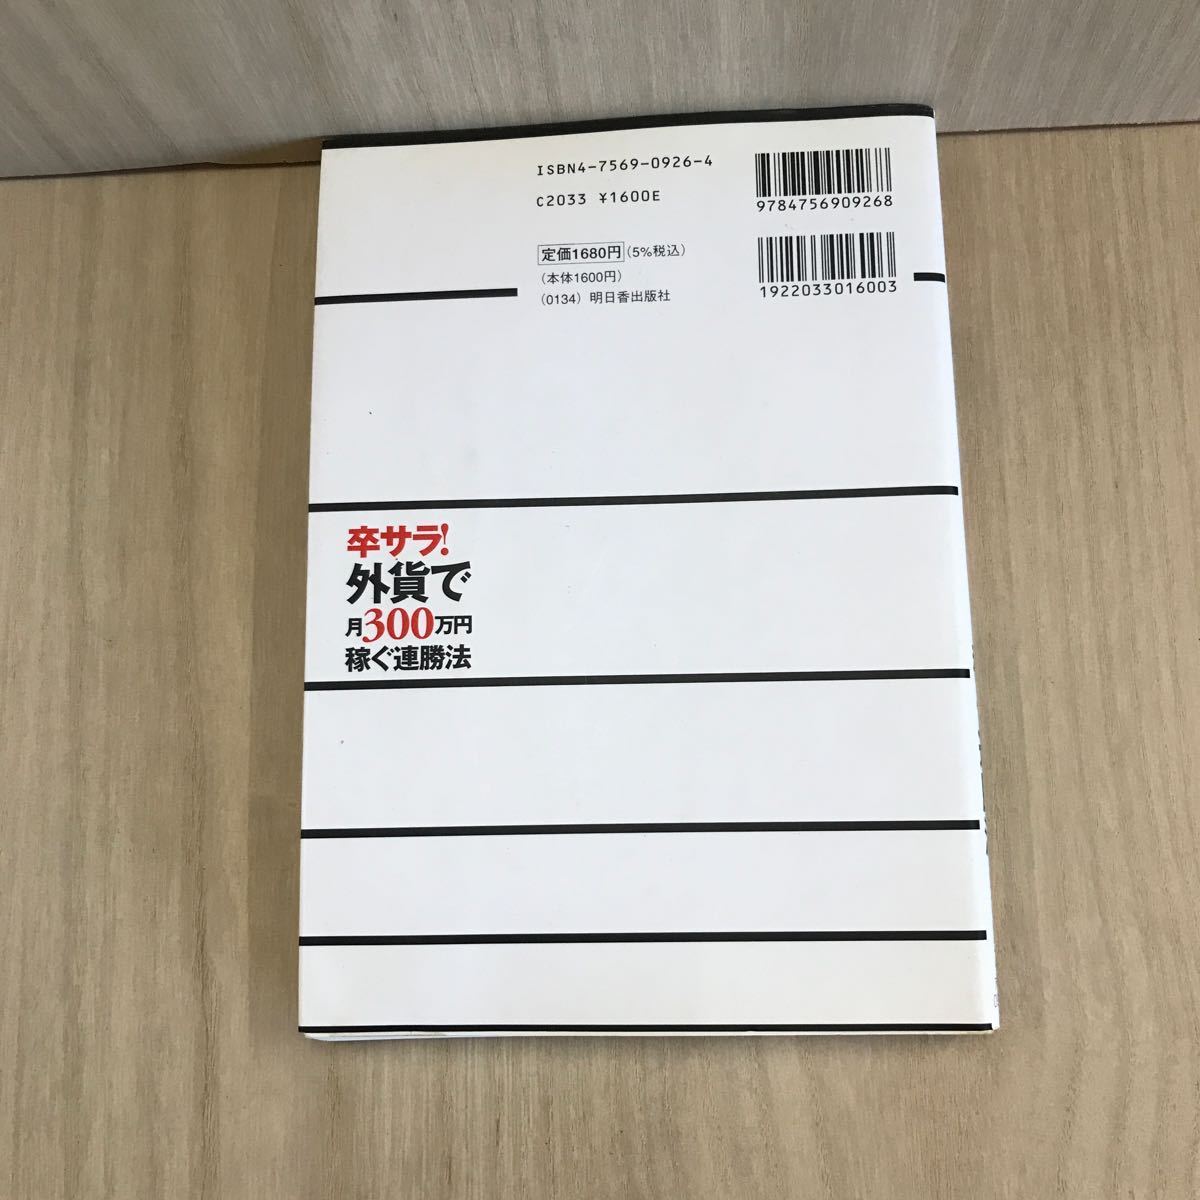 ISBN4-7569-0926-4
C2033 ¥1600E
定価1680円(5%税込)
(本体1600円)
(0134) 明日香出版社
9784756909268
1922033016003
卒サラ!
外貨で
月300万円
稼ぐ連勝法